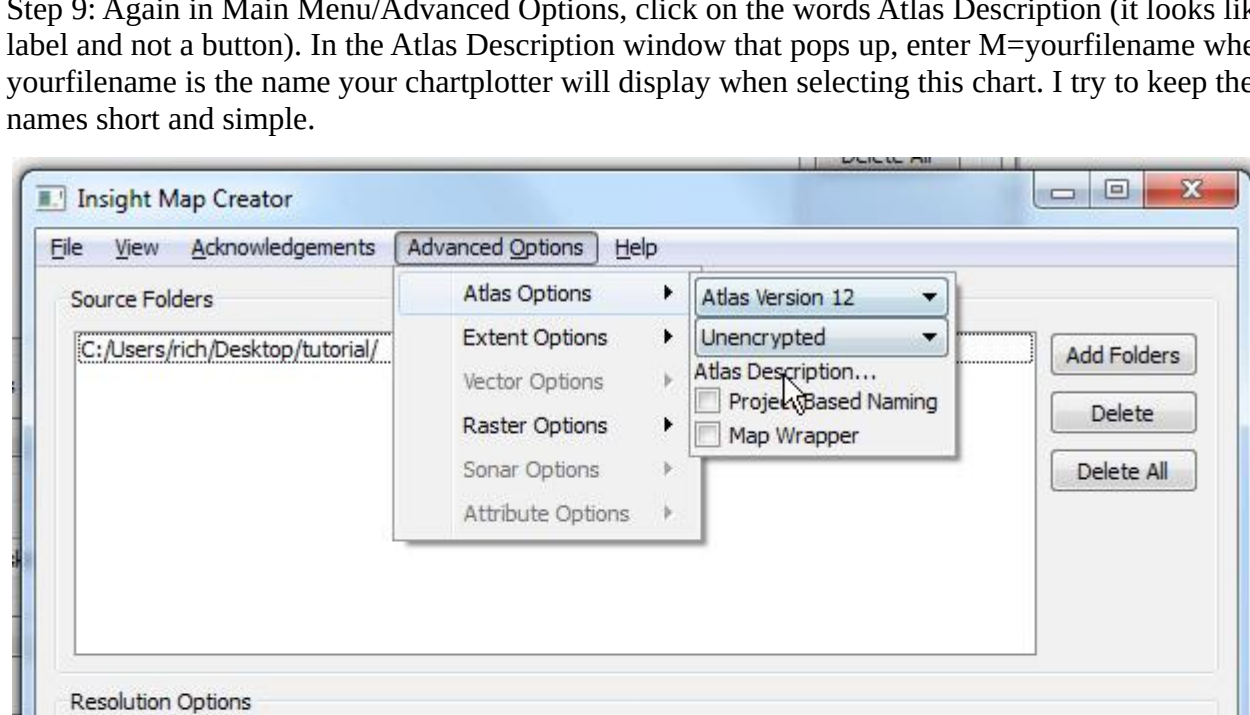 Step 9: Again in Main Menu/Advanced Options, click on the words Atlas Description (it looks
label and not a button). In the Atlas Description window that pops up, enter M=yourfilename
yourfilename is the name your chartplotter will display when selecting this chart. I try to keep
names short and simple.
Delete All
Insight Map Creator
File View Acknowledgements Advanced Options Help
Source Folders
C:/Users/rich/Desktop/tutorial/
Atlas Options
Extent Options
Vector Options
Raster Options
Sonar Options
Attribute Options
Atlas Version 12
Unencrypted
Atlas Description...
Project Based Naming
Map Wrapper
Add Folders
Delete
Delete All
Resolution Options